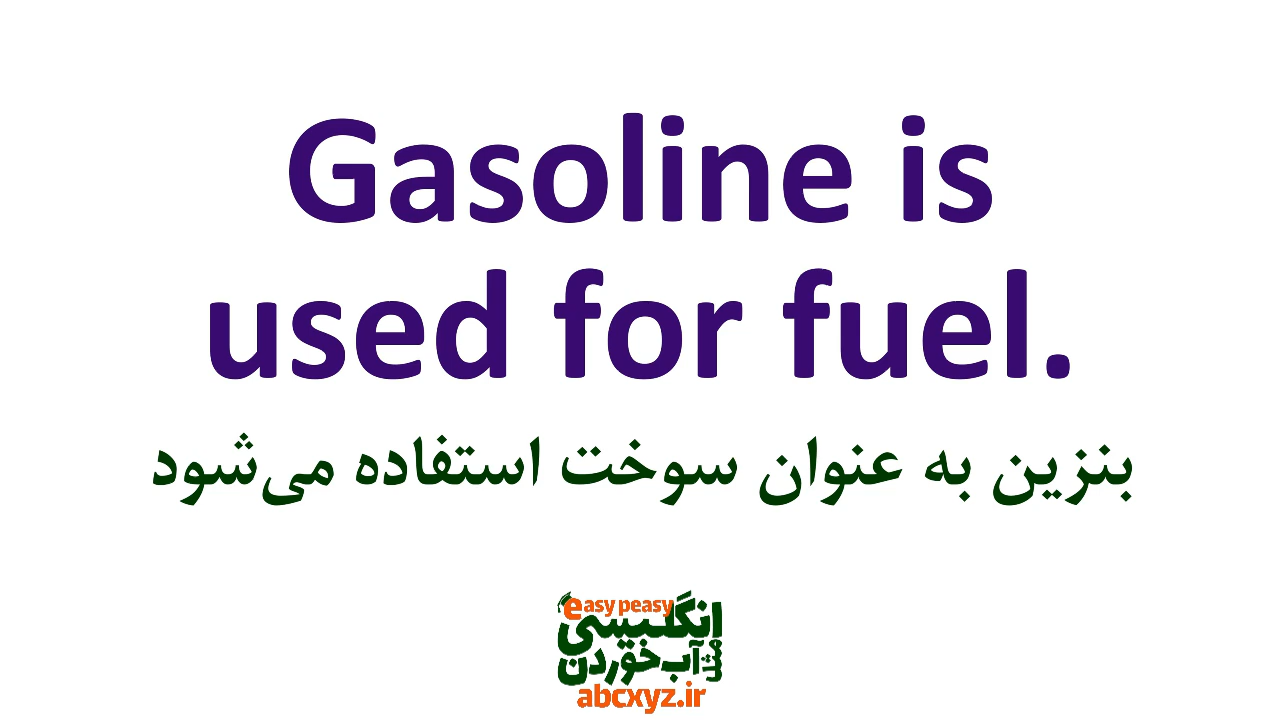 Gasoline is
used for fuel.
بنزین به عنوان سوخت استفاده می‌شود
easy peasy
انگلیسی
مثل آب خوردن
abcxyz.ir